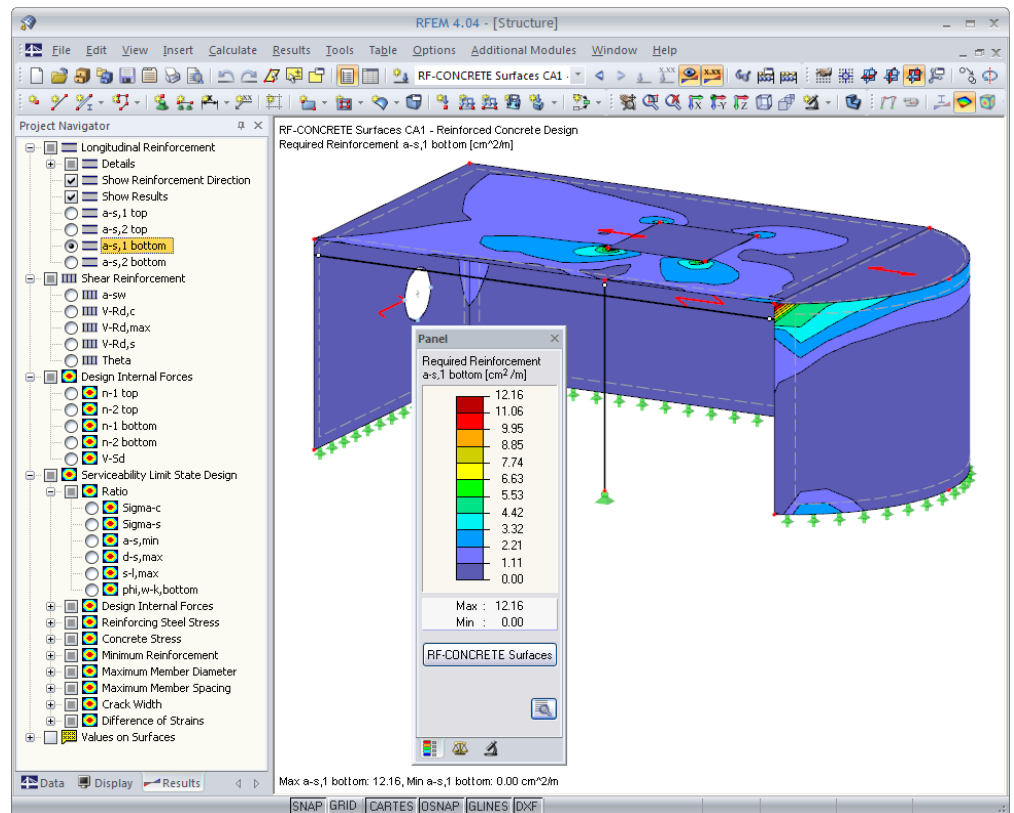 RFEM 4.04 - [Structure]
File Edit View Insert Calculate Results Tools Table Options Additional Modules Window Help
RF-CONCRETE Surfaces CA1
Project Navigator
Longitudinal Reinforcement
Details
Show Reinforcement Direction
Show Results
a-s,1 top
a-s,2 top
a-s,1 bottom
a-s,2 bottom
Shear Reinforcement
a-sw
V-Rd,c
V-Rd,max
V-Rd,s
Theta
Design Internal Forces
n-1 top
n-2 top
n-1 bottom
n-2 bottom
V-Sd
Serviceability Limit State Design
Ratio
Sigma-c
Sigma-s
a-s,min
d-s,max
s-l,max
phi,w-k,bottom
Design Internal Forces
Reinforcing Steel Stress
Concrete Stress
Minimum Reinforcement
Maximum Member Diameter
Maximum Member Spacing
Crack Width
Difference of Strains
Values on Surfaces
Data Display Results
RF-CONCRETE Surfaces CA1 - Reinforced Concrete Design
Required Reinforcement a-s,1 bottom [cm^2/m]
Panel
Required Reinforcement
a-s,1 bottom [cm2/m]
12.16
11.06
9.95
8.85
7.74
6.63
5.53
4.42
3.32
2.21
1.11
0.00
Max : 12.16
Min : 0.00
RF-CONCRETE Surfaces
Max a-s,1 bottom: 12.16, Min a-s,1 bottom: 0.00 cm^2/m
SNAP GRID CARTES OSNAP GLINES DXF